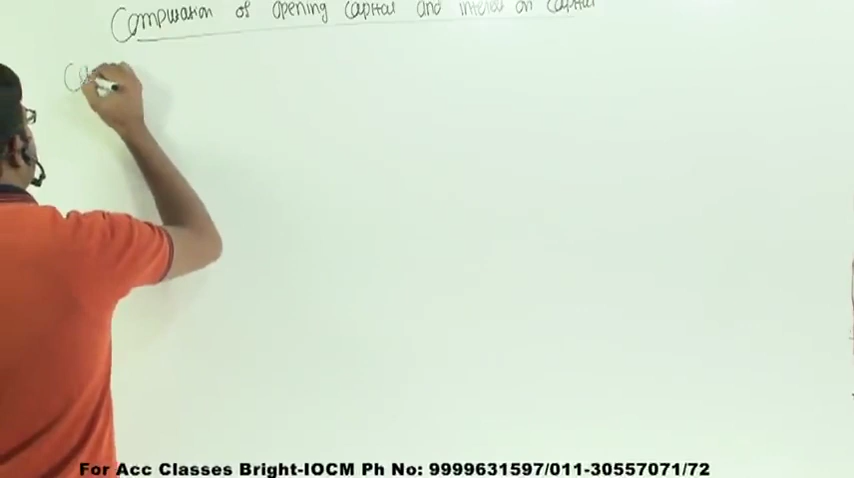 Computation of Opening Capital and interest on Capital
Ca
For Acc Classes Bright-IOCM Ph No: 9999631597/011-30557071/72